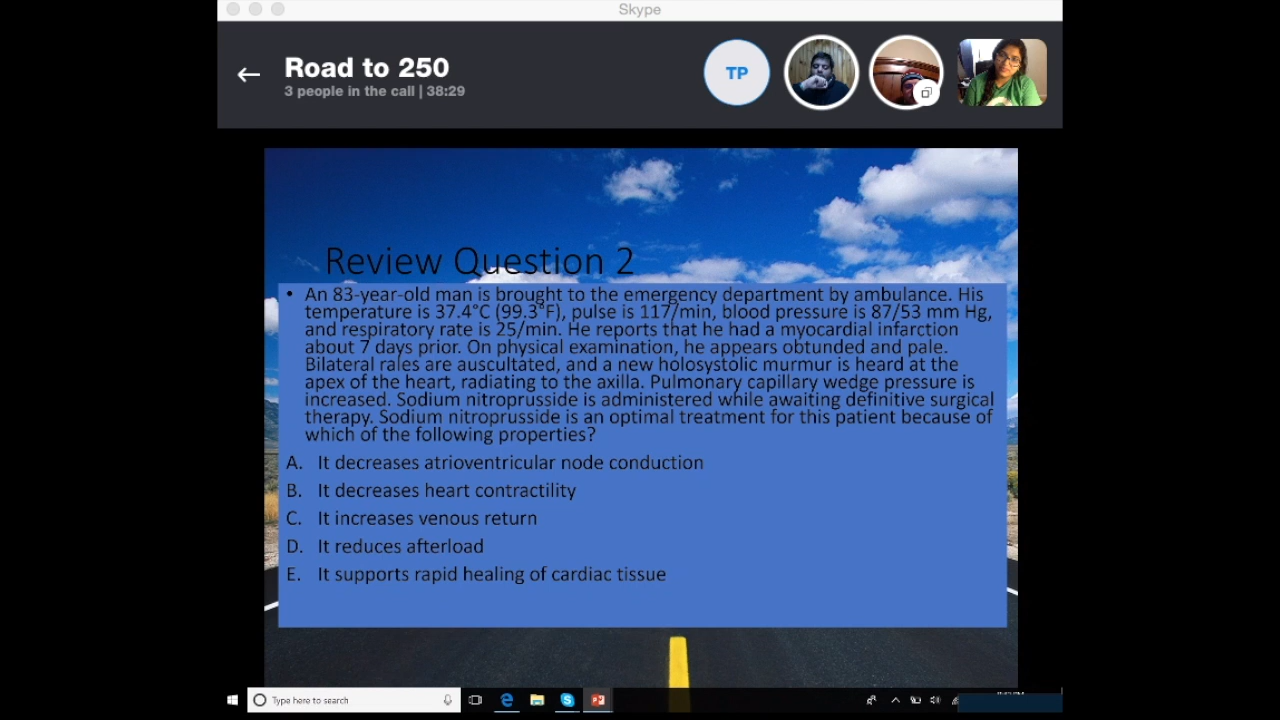 Skype
Road to 250
3 people in the call | 38:29
TP
Review Question 2
• An 83-year-old man is brought to the emergency department by ambulance. His
temperature is 37.4°C (99.3°F), pulse is 117/min, blood pressure is 87/53 mm Hg,
and respiratory rate is 25/min. He reports that he had a myocardial infarction
about 7 days prior. On physical examination, he appears obtunded and pale.
Bilateral rales are auscultated, and a new holosystolic murmur is heard at the
apex of the heart, radiating to the axilla. Pulmonary capillary wedge pressure is
increased. Sodium nitroprusside is administered while awaiting definitive surgical
therapy. Sodium nitroprusside is an optimal treatment for this patient because of
which of the following properties?
A. It decreases atrioventricular node conduction
B. It decreases heart contractility
C. It increases venous return
D. It reduces afterload
E. It supports rapid healing of cardiac tissue
Type here to search